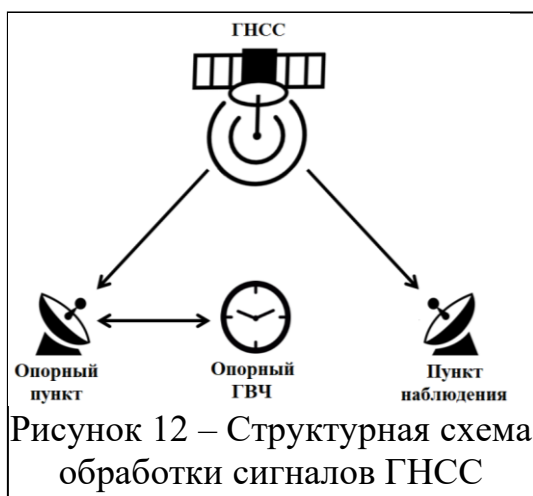 ГНСС
Опорный
пункт
Опорный
ГВЧ
Пункт
наблюдения
Рисунок 12 – Структурная схема
обработки сигналов ГНСС